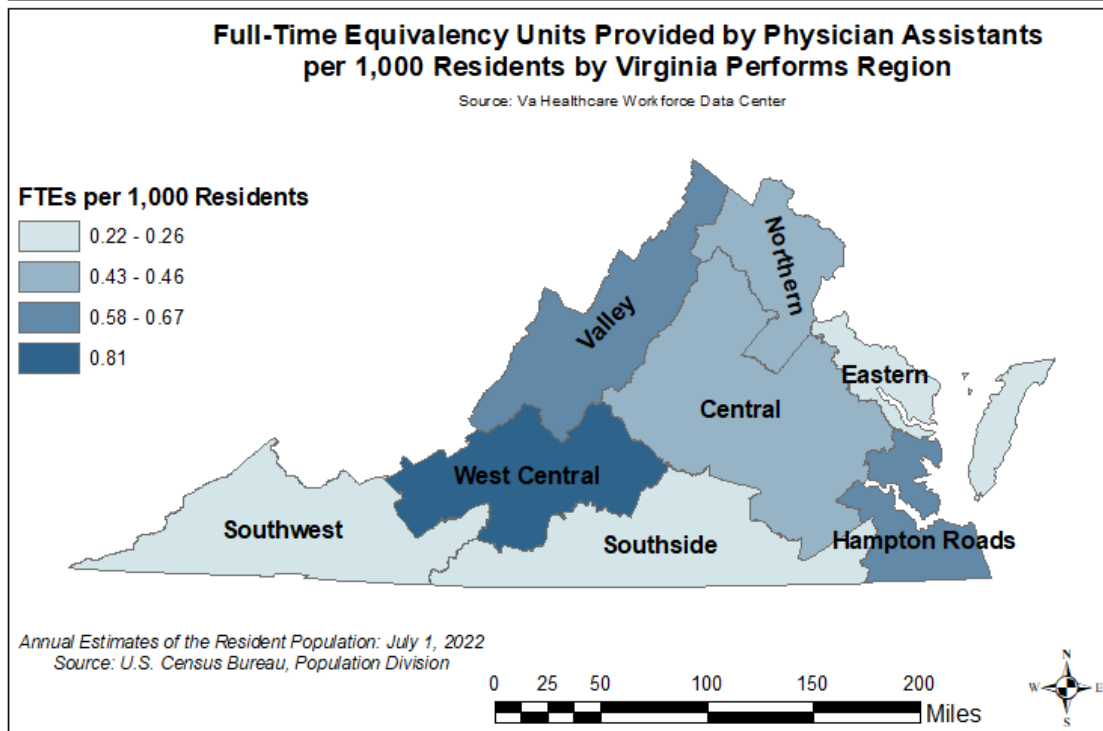 Full-Time Equivalency Units Provided by Physician Assistants
per 1,000 Residents by Virginia Performs Region
Source: Va Healthcare Workforce Data Center
FTEs per 1,000 Residents
0.22 - 0.26
0.43 - 0.46
0.58 - 0.67
0.81
Northern
Valley
Eastern
Central
West Central
Southwest
Southside
Hampton Roads
Annual Estimates of the Resident Population: July 1, 2022
Source: U.S. Census Bureau, Population Division
0 25 50 100 150 200
Miles
N
W E
S